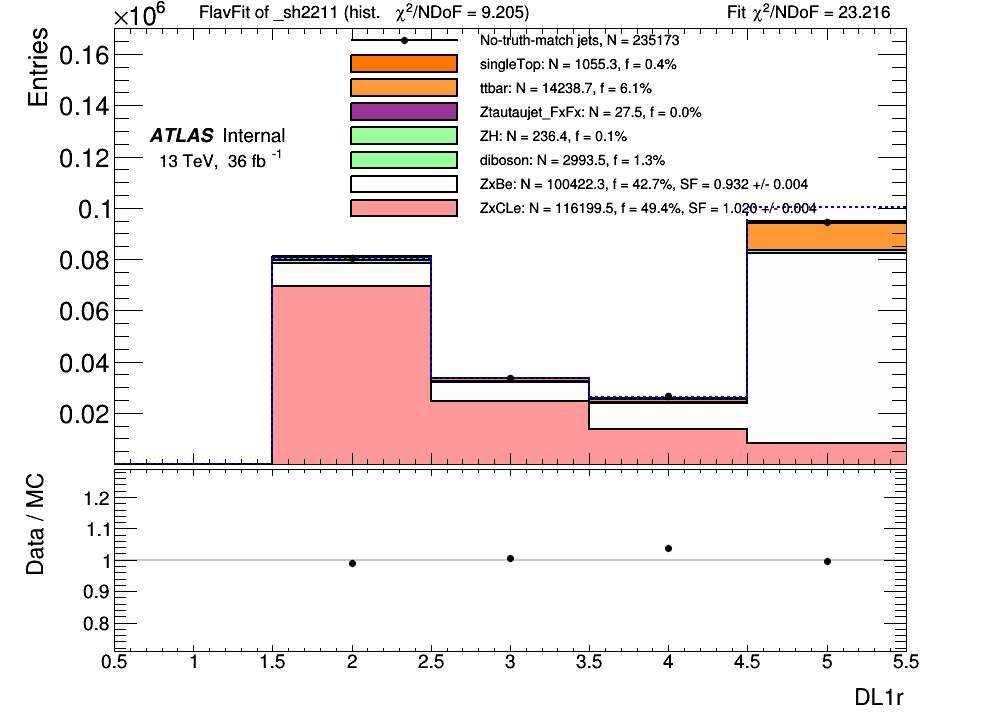 ×10⁶ FlavFit of _sh2211 (hist. χ²/NDoF = 9.205) Fit χ²/NDoF = 23.216
Entries
No-truth-match jets, N = 235173
singleTop: N = 1055.3, f = 0.4%
ttbar: N = 14238.7, f = 6.1%
Ztautaujet_FxFx: N = 27.5, f = 0.0%
ZH: N = 236.4, f = 0.1%
diboson: N = 2993.5, f = 1.3%
ZxBe: N = 100422.3, f = 42.7%, SF = 0.932 +/- 0.004
ZxCLe: N = 116199.5, f = 49.4%, SF = 1.020 +/- 0.004
ATLAS Internal
13 TeV, 36 fb⁻¹
0.16
0.14
0.12
0.1
0.08
0.06
0.04
0.02
Data / MC
1.2
1.1
1
0.9
0.8
0.5 1 1.5 2 2.5 3 3.5 4 4.5 5 5.5
DL1r